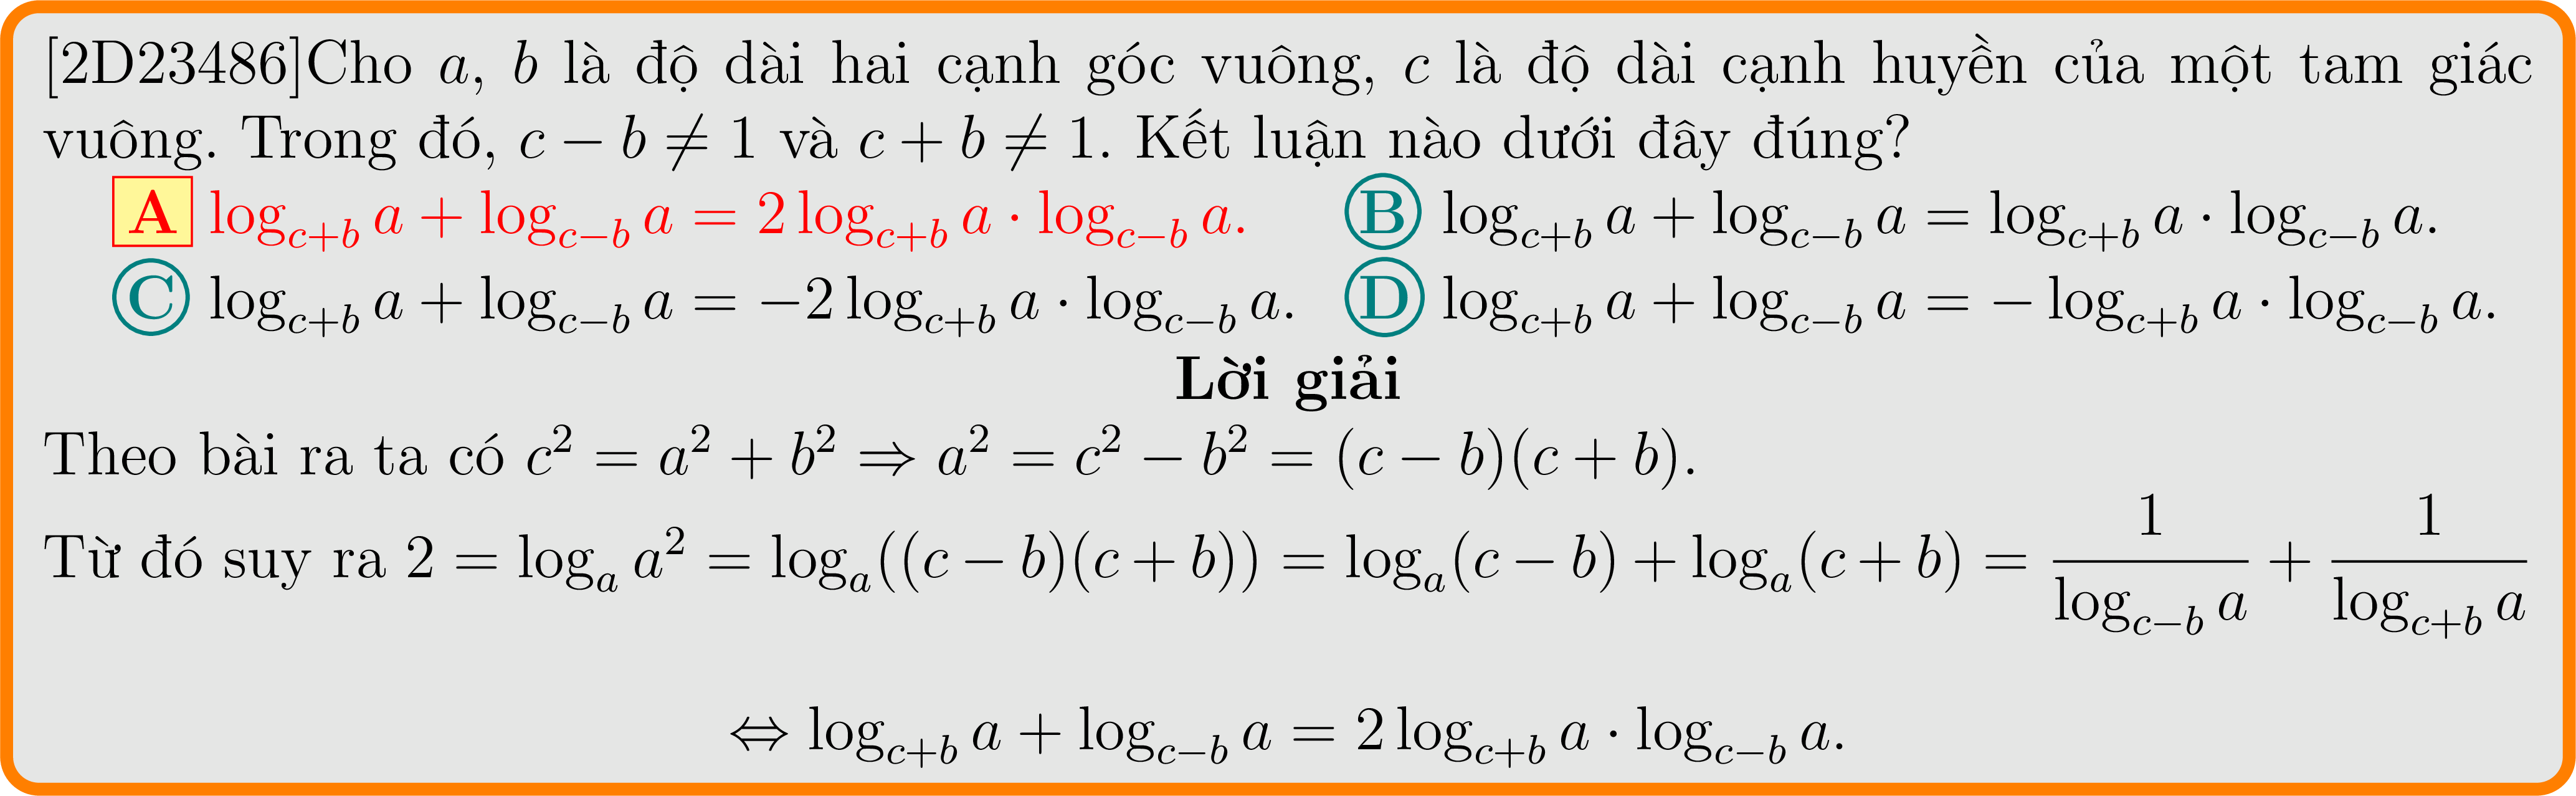 [2D23486]Cho a, b là độ dài hai cạnh góc vuông, c là độ dài cạnh huyền của một tam giác
vuông. Trong đó, c − b ≠ 1 và c + b ≠ 1. Kết luận nào dưới đây đúng?
A log_{c+b} a + log_{c−b} a = 2 log_{c+b} a · log_{c−b} a. B log_{c+b} a + log_{c−b} a = log_{c+b} a · log_{c−b} a.
C log_{c+b} a + log_{c−b} a = −2 log_{c+b} a · log_{c−b} a. D log_{c+b} a + log_{c−b} a = − log_{c+b} a · log_{c−b} a.
Lời giải
Theo bài ra ta có c² = a² + b² ⇒ a² = c² − b² = (c − b)(c + b).
Từ đó suy ra 2 = log_a a² = log_a((c − b)(c + b)) = log_a(c − b) + log_a(c + b) = \frac{1}{log_{c−b} a} + \frac{1}{log_{c+b} a}
⇔ log_{c+b} a + log_{c−b} a = 2 log_{c+b} a · log_{c−b} a.